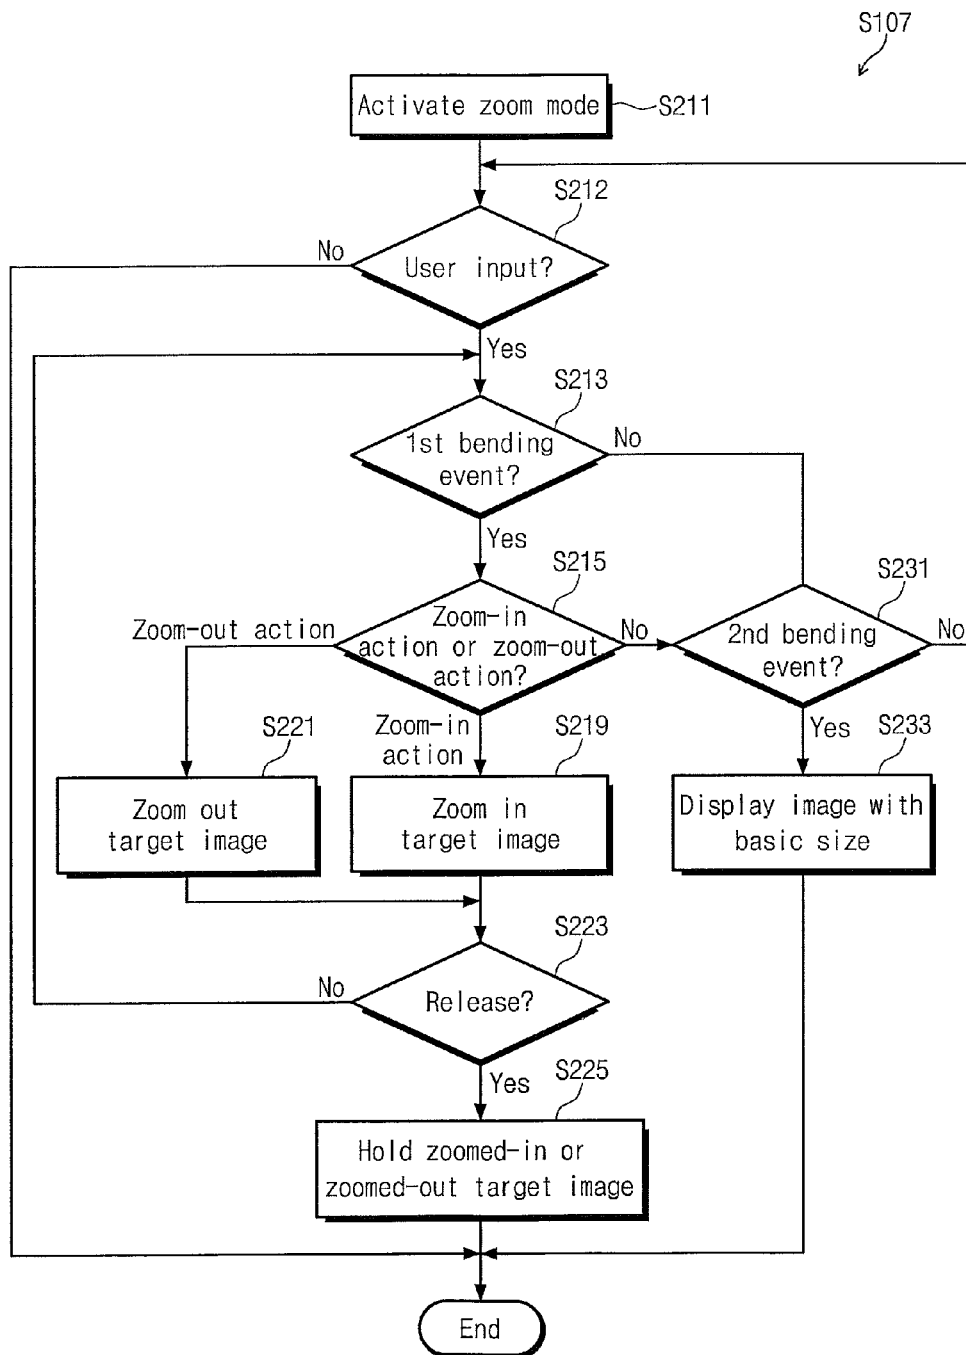 S107
Activate zoom mode
S211
S212
No
User input?
Yes
S213
1st bending
event?
No
Yes
S215
Zoom-out action
Zoom-in
action or zoom-out
action?
No
S231
2nd bending
event?
No
Zoom-in
action
Yes
S221
Zoom out
target image
S219
Zoom in
target image
S233
Display image with
basic size
S223
No
Release?
Yes
S225
Hold zoomed-in or
zoomed-out target image
End